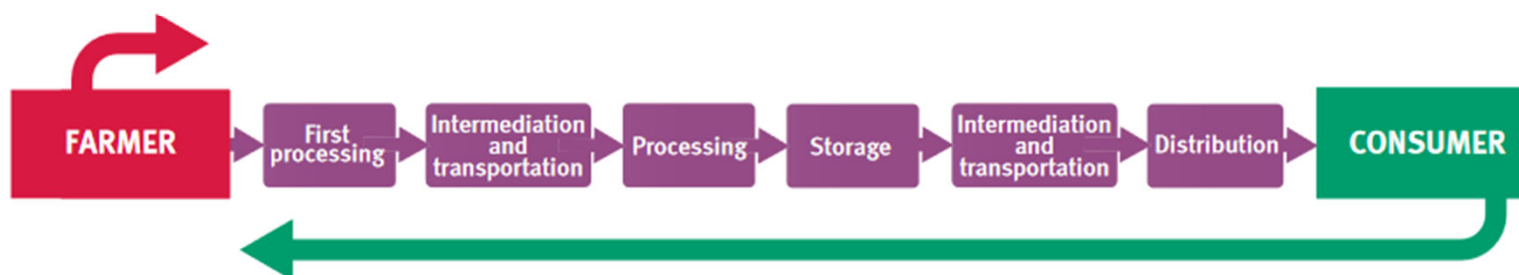 FARMER
First
processing
Intermediation
and
transportation
Processing
Storage
Intermediation
and
transportation
Distribution
CONSUMER